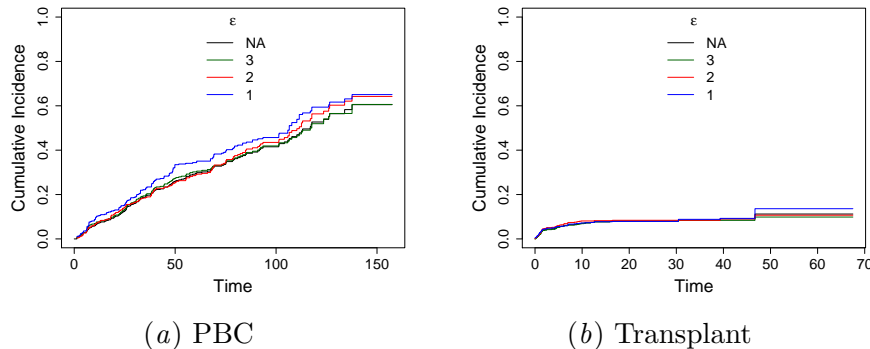 ε
NA
3
2
1
Cumulative Incidence
1.0
0.8
0.6
0.4
0.2
0.0
0 50 100 150
Time
(a) PBC
ε
NA
3
2
1
Cumulative Incidence
1.0
0.8
0.6
0.4
0.2
0.0
0 10 20 30 40 50 60 70
Time
(b) Transplant